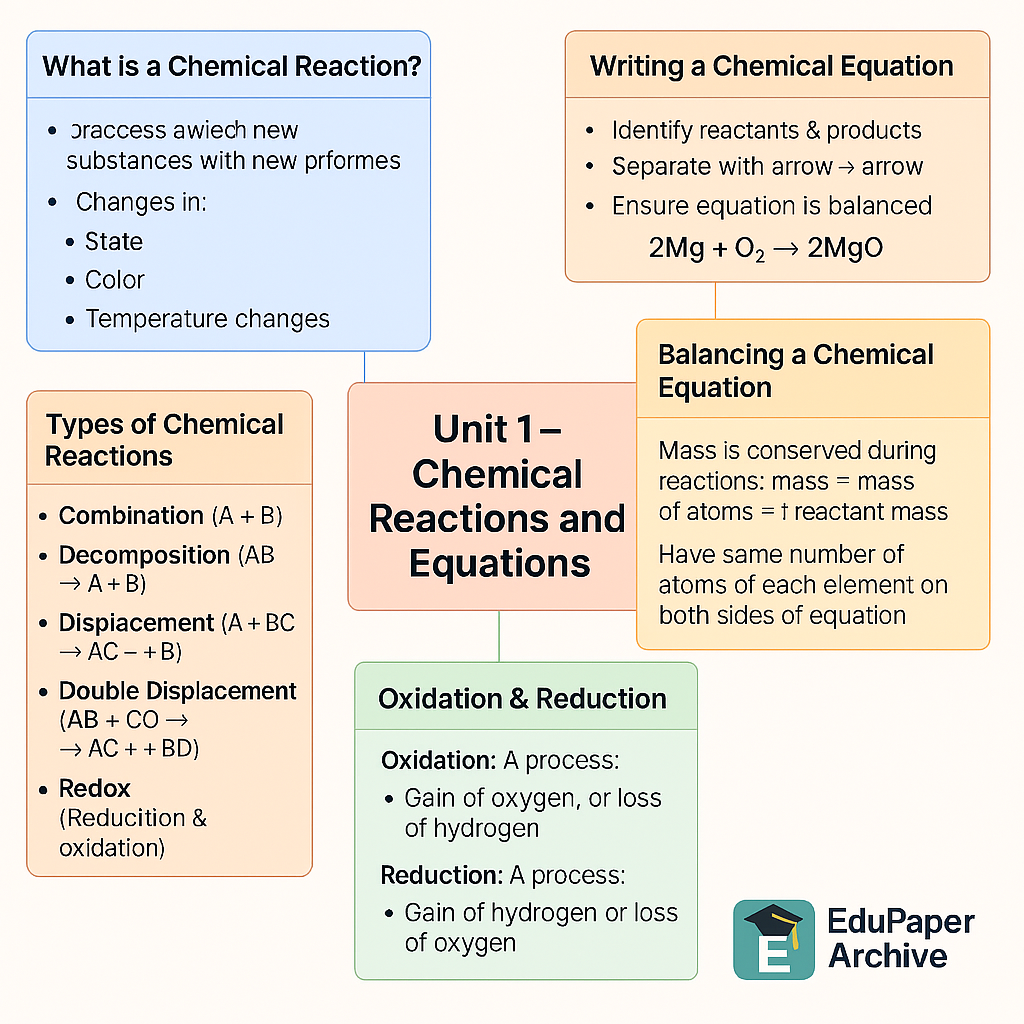 What is a Chemical Reaction?
• praccess awiech new
substances with new prformes
• Changes in:
• State
• Color
• Temperature changes
Writing a Chemical Equation
• Identify reactants & products
• Separate with arrow → arrow
• Ensure equation is balanced
2Mg + O₂ → 2MgO
Balancing a Chemical
Equation
Mass is conserved during
reactions: mass = mass
of atoms = † reactant mass
Have same number of
atoms of each element on
both sides of equation
Unit 1 –
Chemical
Reactions and
Equations
Types of Chemical
Reactions
• Combination (A + B)
• Decomposition (AB
→ A + B)
• Dispiacement (A + BC
→ AC – + B)
• Double Displacement
(AB + CO →
→ AC + + BD)
• Redox
(Reducition &
oxidation)
Oxidation & Reduction
Oxidation: A process:
• Gain of oxygen, or loss
of hydrogen
Reduction: A process:
• Gain of hydrogen or loss
of oxygen
E
EduPaper
Archive